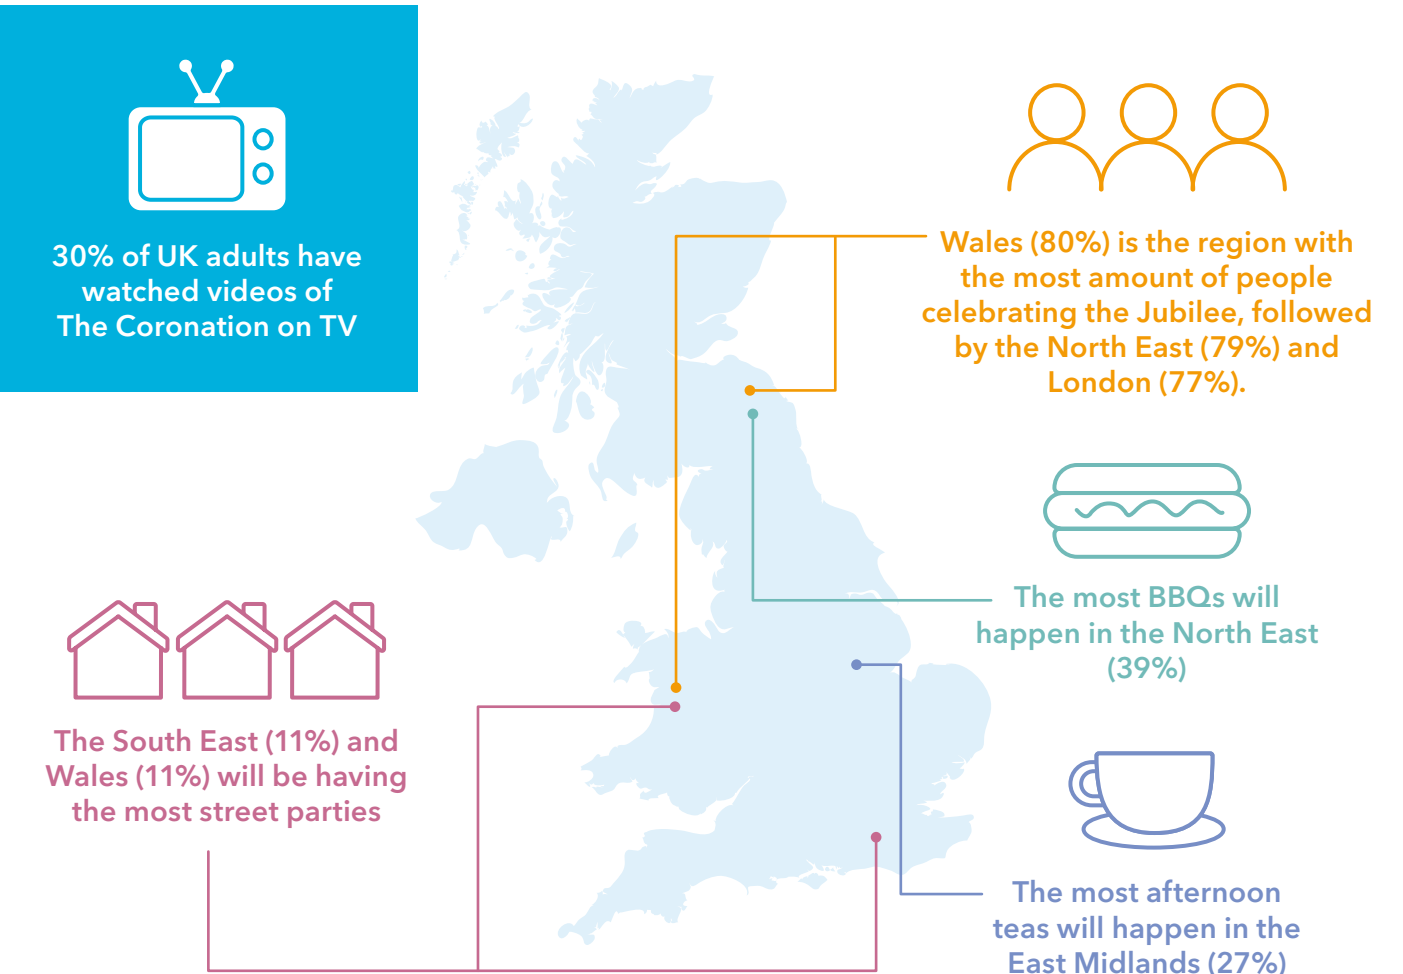 30% of UK adults have
watched videos of
The Coronation on TV
Wales (80%) is the region with
the most amount of people
celebrating the Jubilee, followed
by the North East (79%) and
London (77%).
The most BBQs will
happen in the North East
(39%)
The South East (11%) and
Wales (11%) will be having
the most street parties
The most afternoon
teas will happen in the
East Midlands (27%)